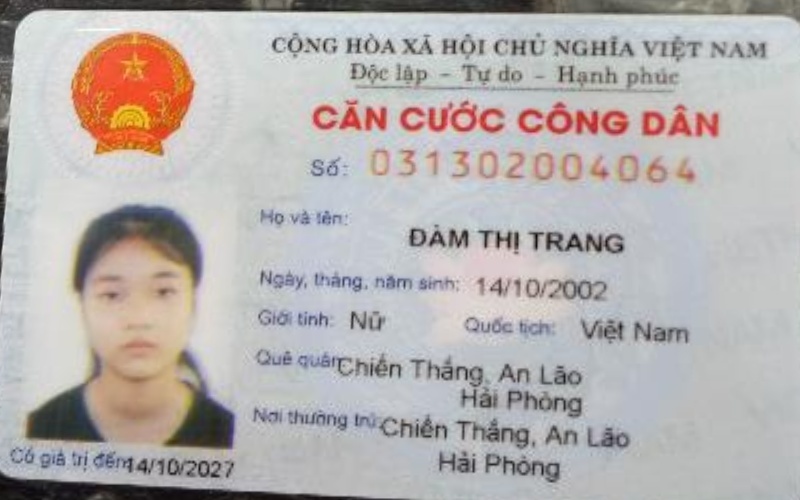 CỘNG HÒA XÃ HỘI CHỦ NGHĨA VIỆT NAM
Độc lập - Tự do - Hạnh phúc
CĂN CƯỚC CÔNG DÂN
Số: 031302004064
Họ và tên:
ĐÀM THỊ TRANG
Ngày, tháng, năm sinh: 14/10/2002
Giới tính: Nữ Quốc tịch: Việt Nam
Quê quán: Chiến Thắng, An Lão
Hải Phòng
Nơi thường trú: Chiến Thắng, An Lão
Hải Phòng
Có giá trị đến: 14/10/2027